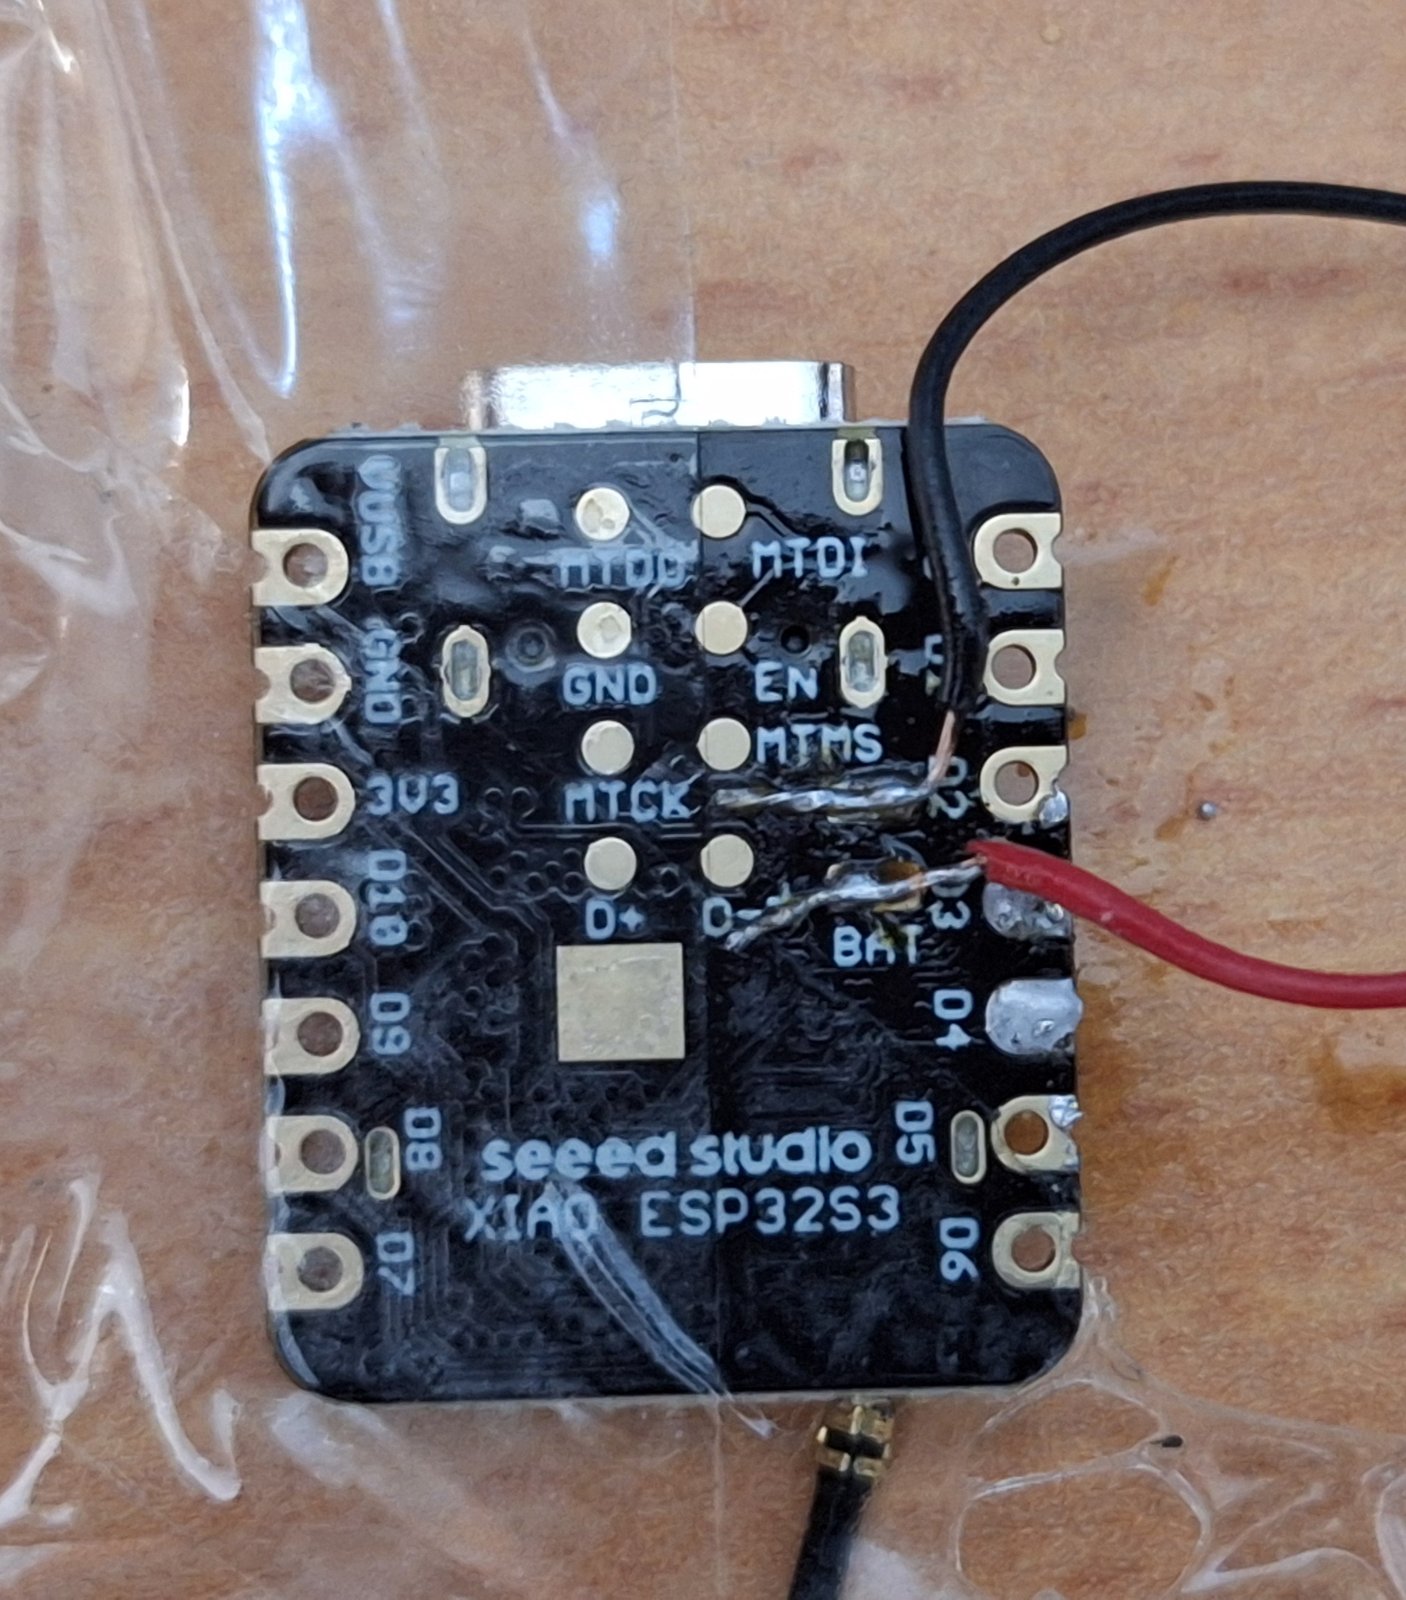 VUSB
MTDO
MTDI
GND
GND
EN
MTMS
3V3
MTCK
D2
D10
D+
D-
D3
BAT
D9
D4
D8
seeed studio
D5
XIAO ESP32S3
D7
D6